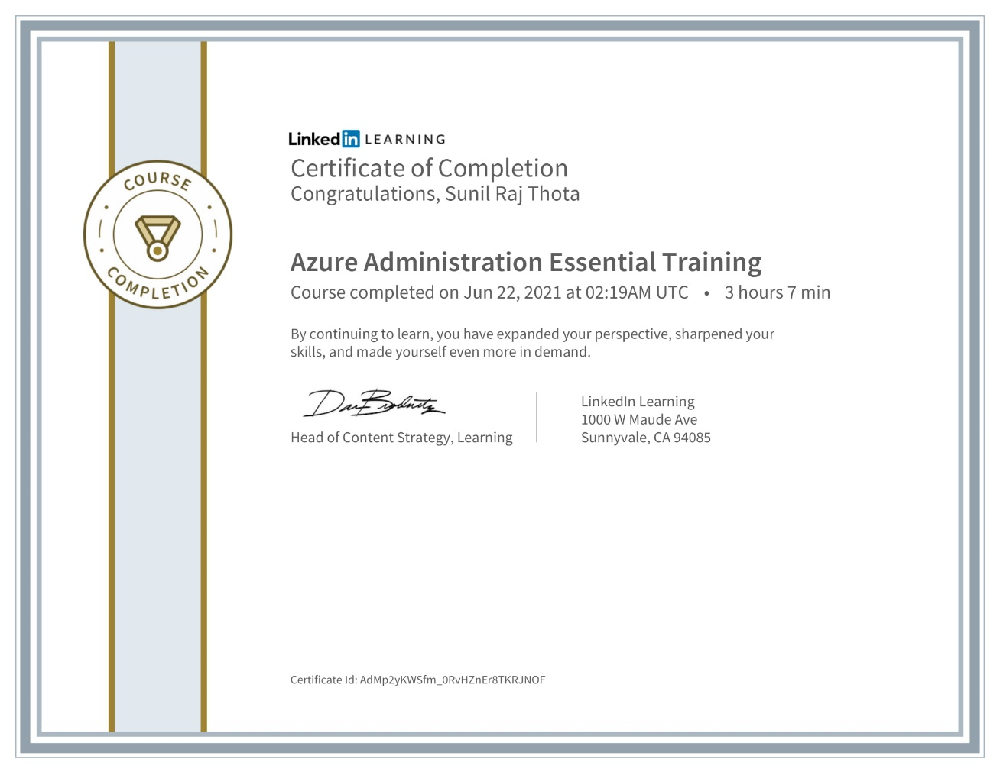 LinkedIn LEARNING
Certificate of Completion
Congratulations, Sunil Raj Thota
COURSE
COMPLETION
Azure Administration Essential Training
Course completed on Jun 22, 2021 at 02:19AM UTC • 3 hours 7 min
By continuing to learn, you have expanded your perspective, sharpened your
skills, and made yourself even more in demand.
Dan Brodnitz
Head of Content Strategy, Learning
LinkedIn Learning
1000 W Maude Ave
Sunnyvale, CA 94085
Certificate Id: AdMp2yKWSfm_0RvHZnEr8TKRJNOF